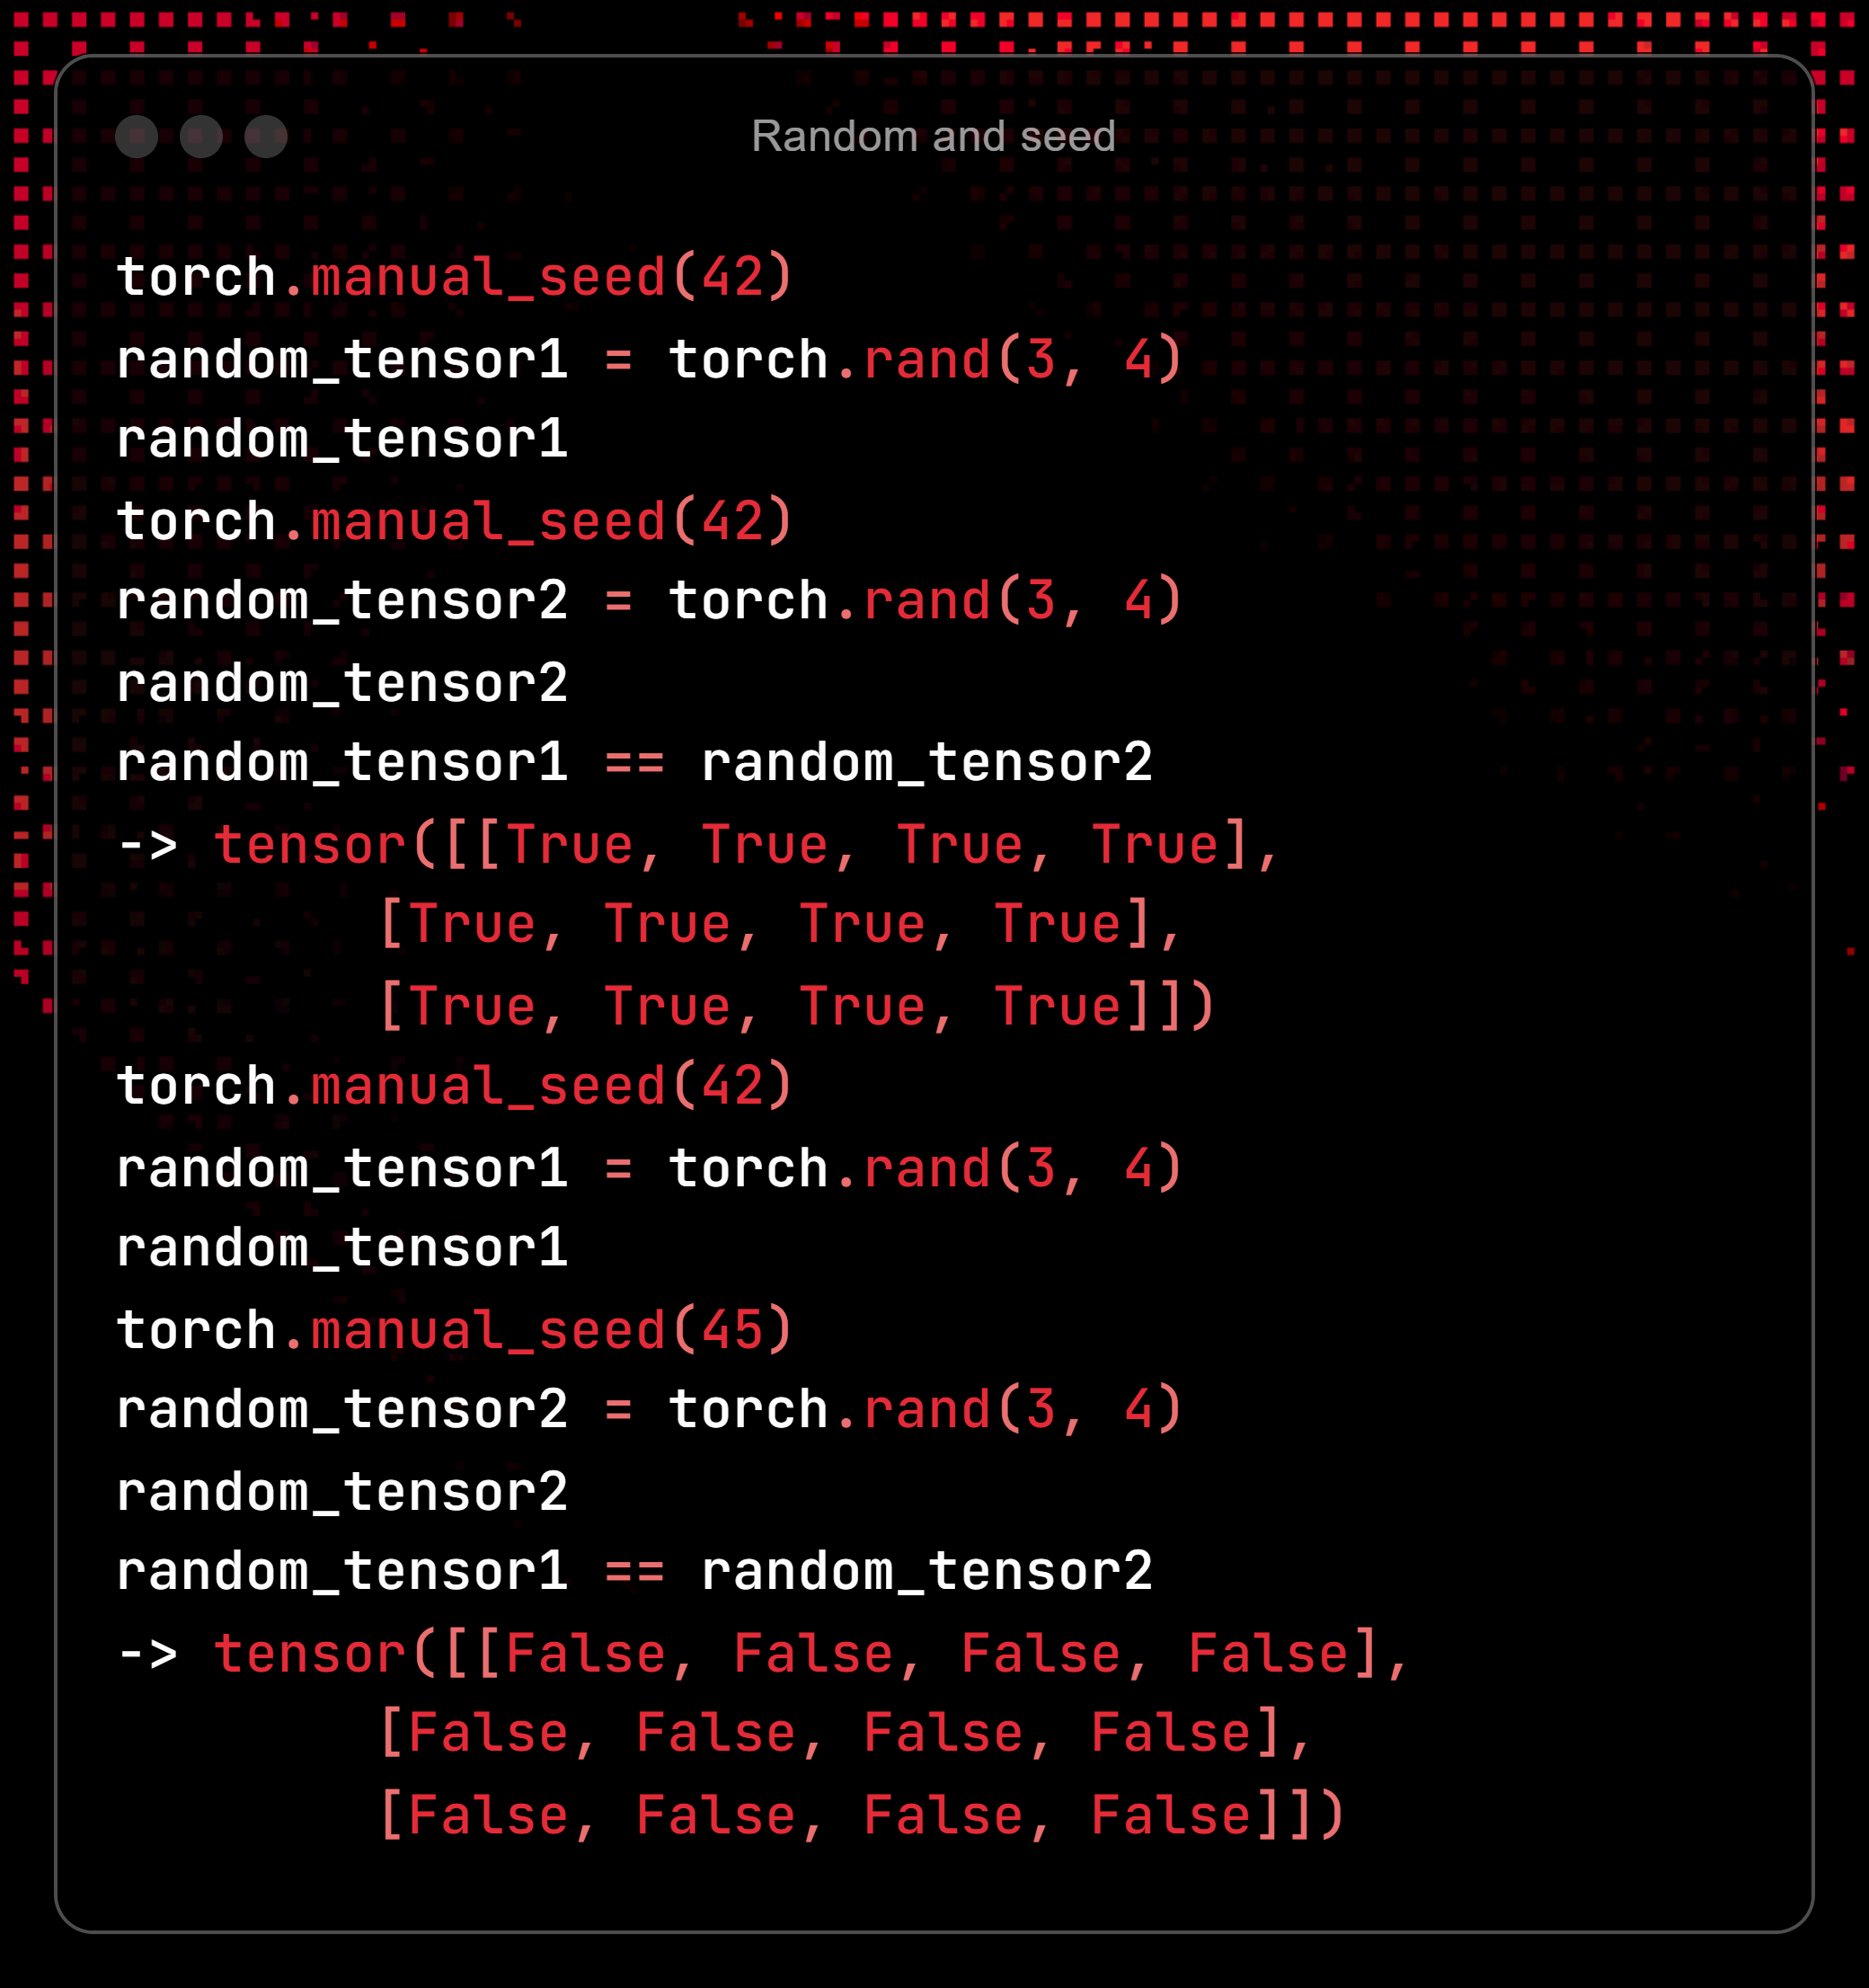 Random and seed
torch.manual_seed(42)
random_tensor1 = torch.rand(3, 4)
random_tensor1
torch.manual_seed(42)
random_tensor2 = torch.rand(3, 4)
random_tensor2
random_tensor1 == random_tensor2
-> tensor([[True, True, True, True],
        [True, True, True, True],
        [True, True, True, True]])
torch.manual_seed(42)
random_tensor1 = torch.rand(3, 4)
random_tensor1
torch.manual_seed(45)
random_tensor2 = torch.rand(3, 4)
random_tensor2
random_tensor1 == random_tensor2
-> tensor([[False, False, False, False],
        [False, False, False, False],
        [False, False, False, False]])